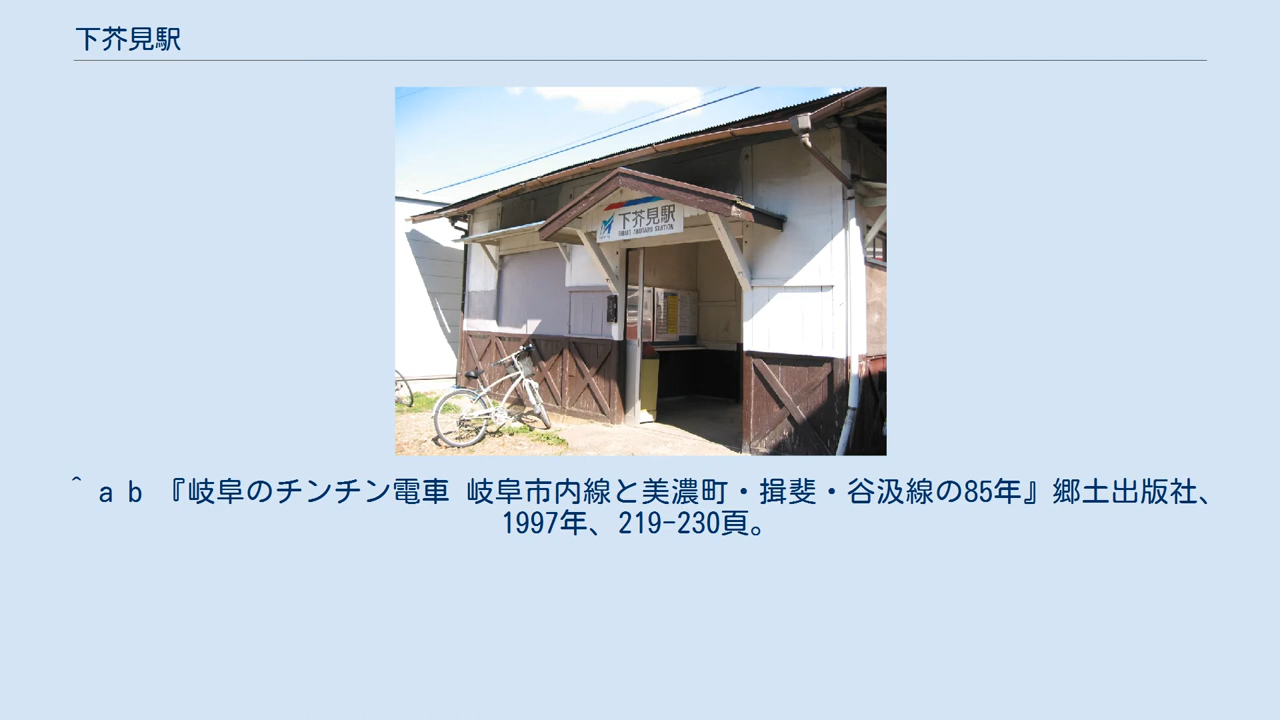 下芥見駅
下芥見駅
^ a b 『岐阜のチンチン電車 岐阜市内線と美濃町・揖斐・谷汲線の85年』郷土出版社、
1997年、219-230頁。